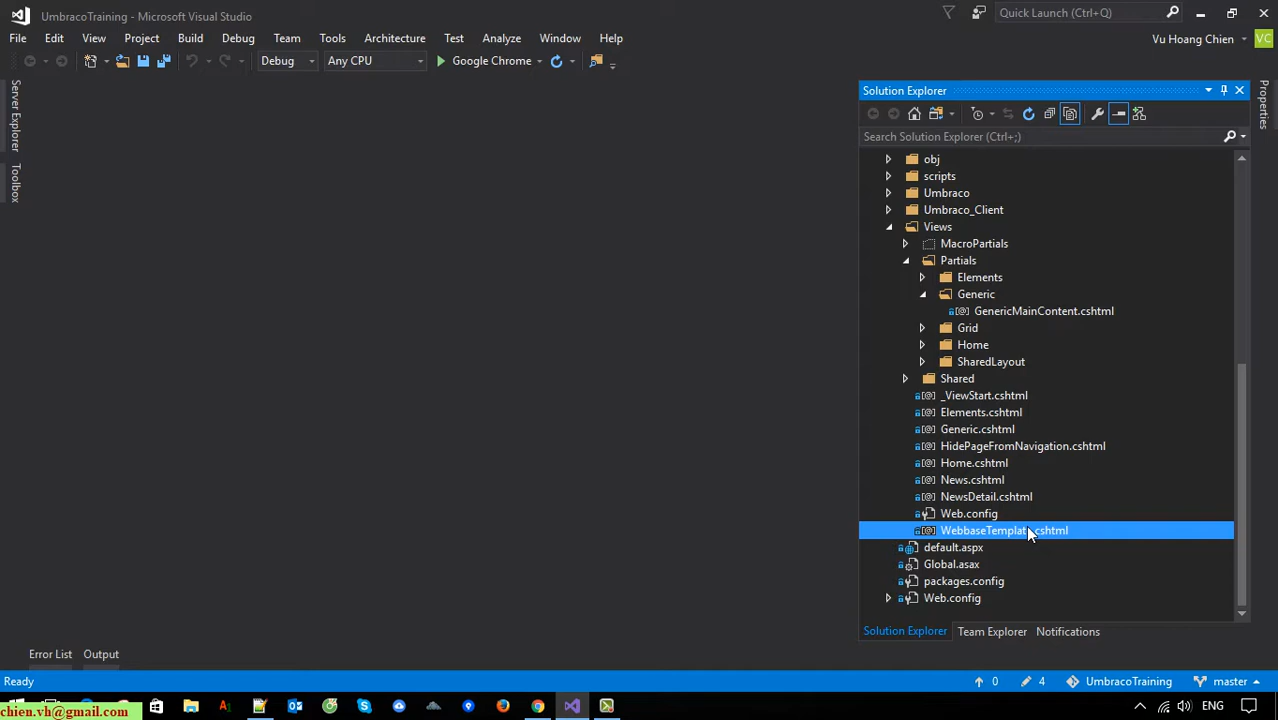 UmbracoTraining - Microsoft Visual Studio
Quick Launch (Ctrl+Q)
File Edit View Project Build Debug Team Tools Architecture Test Analyze Window Help
Vu Hoang Chien
VC
Debug
Any CPU
Google Chrome
Server Explorer
Toolbox
Solution Explorer
Properties
Search Solution Explorer (Ctrl+;)
obj
scripts
Umbraco
Umbraco_Client
Views
MacroPartials
Partials
Elements
Generic
GenericMainContent.cshtml
Grid
Home
SharedLayout
Shared
_ViewStart.cshtml
Elements.cshtml
Generic.cshtml
HidePageFromNavigation.cshtml
Home.cshtml
News.cshtml
NewsDetail.cshtml
Web.config
WebbaseTemplate.cshtml
default.aspx
Global.asax
packages.config
Web.config
Solution Explorer Team Explorer Notifications
Error List Output
Ready
0
4
UmbracoTraining
master
ENG
chien.vh@gmail.com